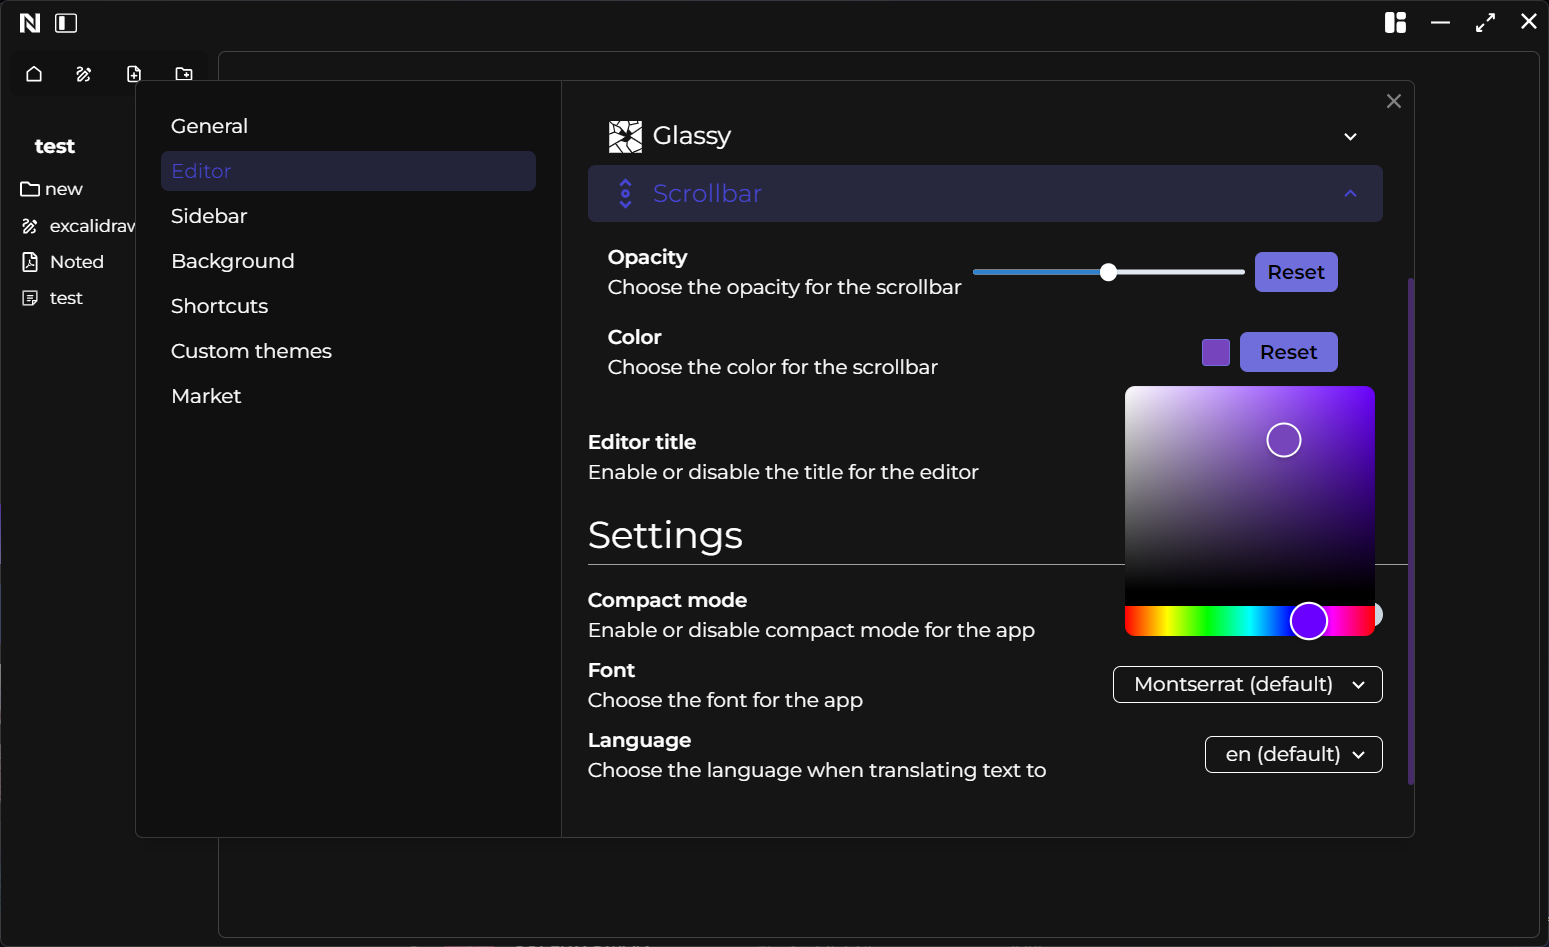 test
new
excalidraw
Noted
test
General
Editor
Sidebar
Background
Shortcuts
Custom themes
Market
Glassy
Scrollbar
Opacity
Choose the opacity for the scrollbar
Reset
Color
Choose the color for the scrollbar
Reset
Editor title
Enable or disable the title for the editor
Settings
Compact mode
Enable or disable compact mode for the app
Font
Choose the font for the app
Montserrat (default)
Language
Choose the language when translating text to
en (default)